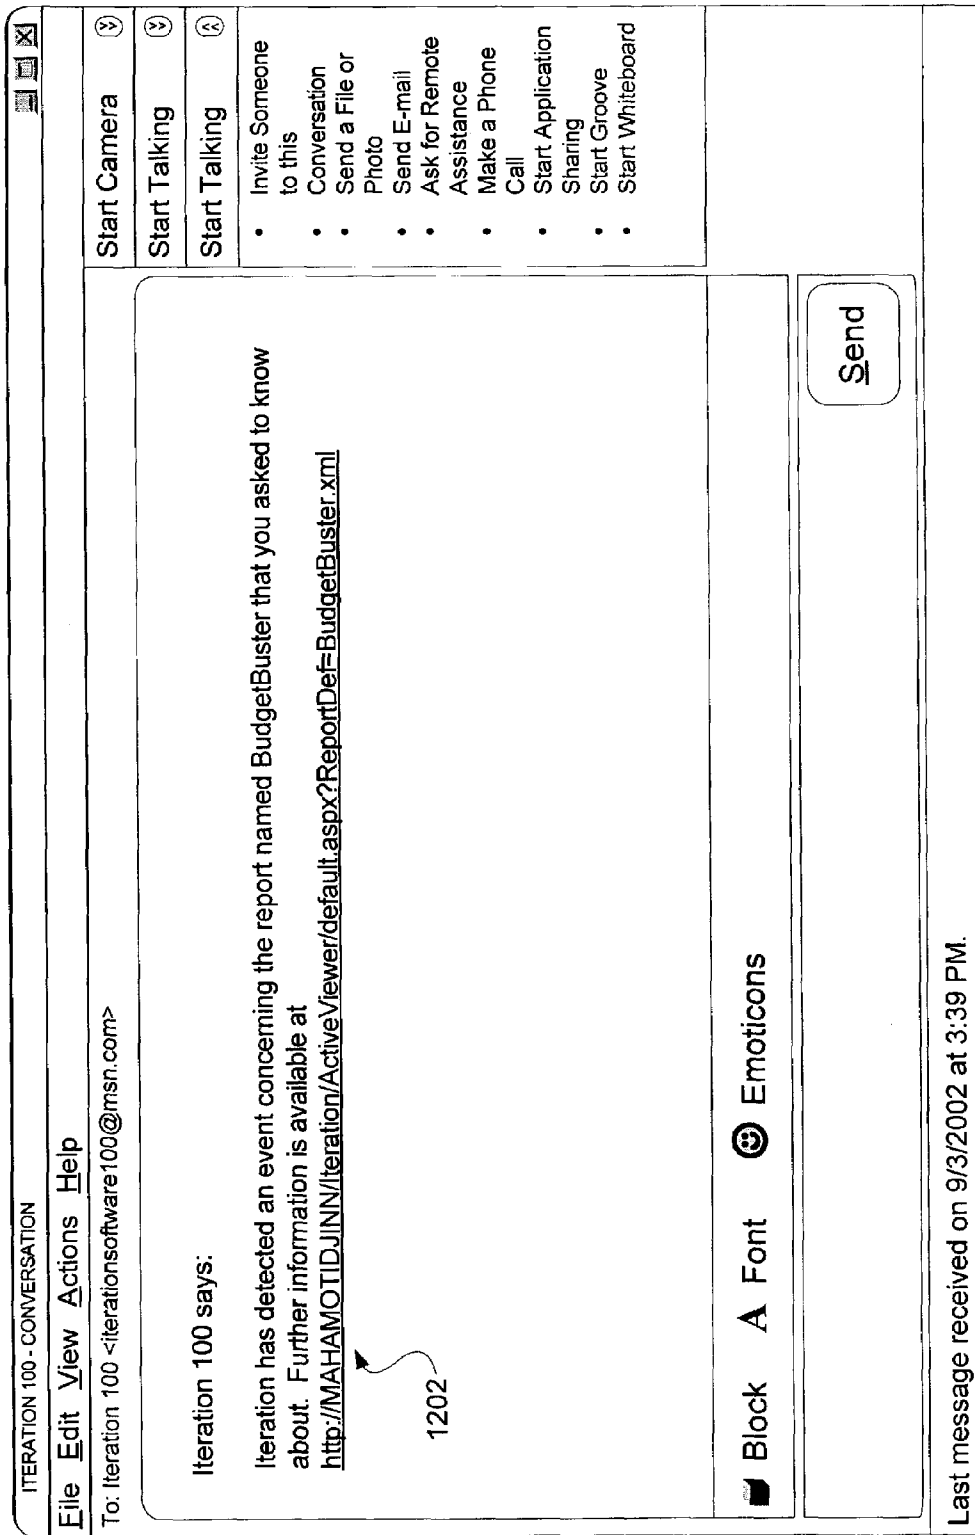 ITERATION 100 - CONVERSATION
File Edit View Actions Help
To: Iteration 100 <iterationsoftware100@msn.com>
Iteration 100 says:
Iteration has detected an event concerning the report named BudgetBuster that you asked to know
about. Further information is available at
http://MAHAMOTIDJINN/Iteration/ActiveViewer/default.aspx?ReportDef=BudgetBuster.xml
1202
Start Camera
Start Talking
Start Talking
• Invite Someone
to this
• Conversation
• Send a File or
Photo
• Send E-mail
• Ask for Remote
Assistance
• Make a Phone
Call
• Start Application
Sharing
• Start Groove
• Start Whiteboard
Block A Font Emoticons
Send
Last message received on 9/3/2002 at 3:39 PM.